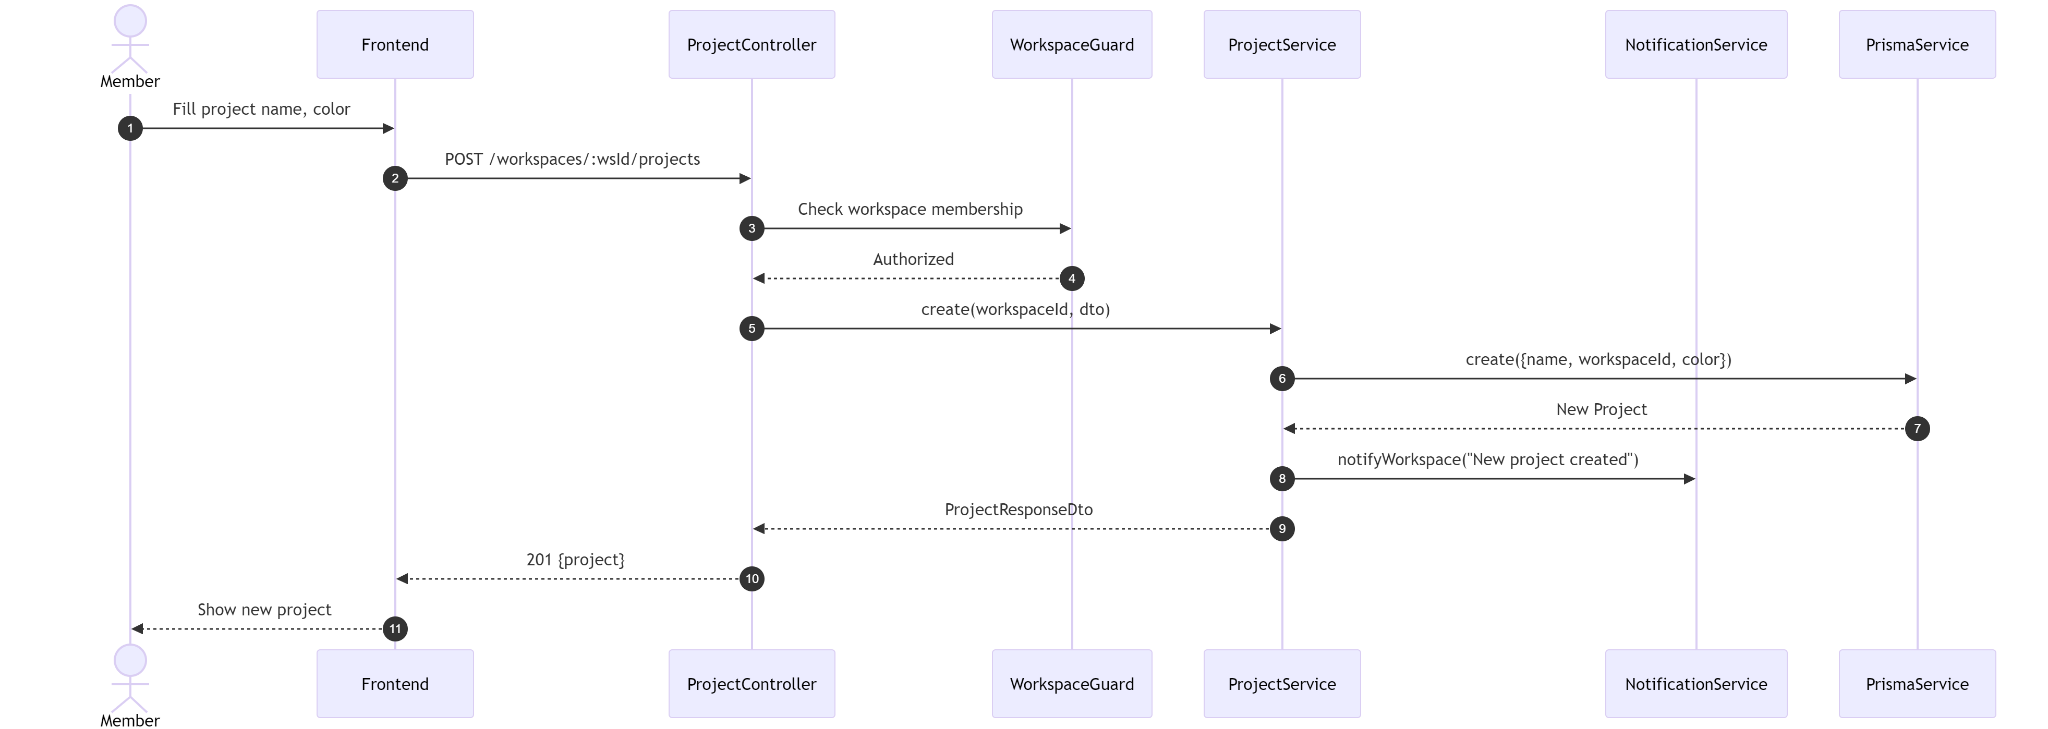 Member
Frontend
ProjectController
WorkspaceGuard
ProjectService
NotificationService
PrismaService
Fill project name, color
1
POST /workspaces/:wsId/projects
2
Check workspace membership
3
Authorized
4
create(workspaceId, dto)
5
create({name, workspaceId, color})
6
New Project
7
notifyWorkspace("New project created")
8
ProjectResponseDto
9
201 {project}
10
Show new project
11
Member
Frontend
ProjectController
WorkspaceGuard
ProjectService
NotificationService
PrismaService